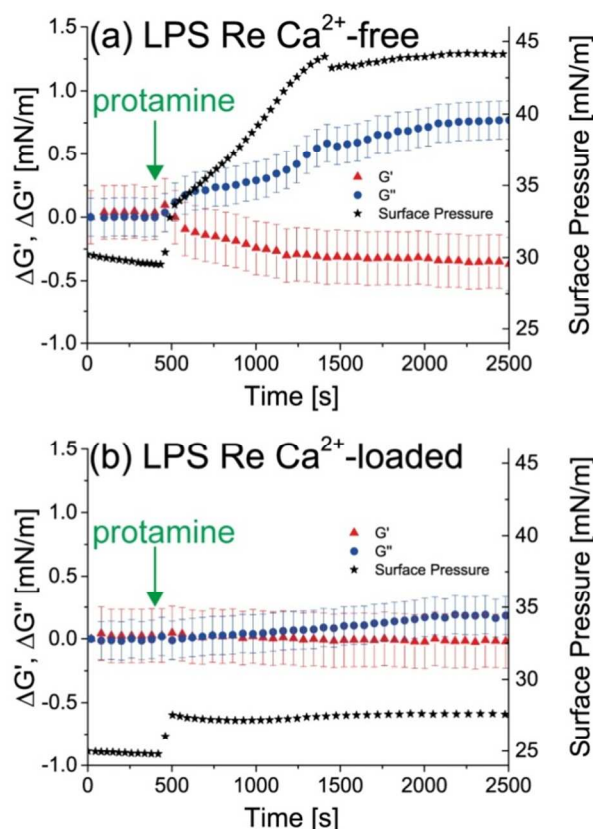 (a) LPS Re Ca²⁺-free
protamine
G'
G''
Surface Pressure
ΔG', ΔG'' [mN/m]
1.5
1.0
0.5
0.0
-0.5
-1.0
Surface Pressure [mN/m]
45
40
35
30
25
0 500 1000 1500 2000 2500
Time [s]
(b) LPS Re Ca²⁺-loaded
protamine
G'
G''
Surface Pressure
ΔG', ΔG'' [mN/m]
1.5
1.0
0.5
0.0
-0.5
-1.0
Surface Pressure [mN/m]
45
40
35
30
25
0 500 1000 1500 2000 2500
Time [s]